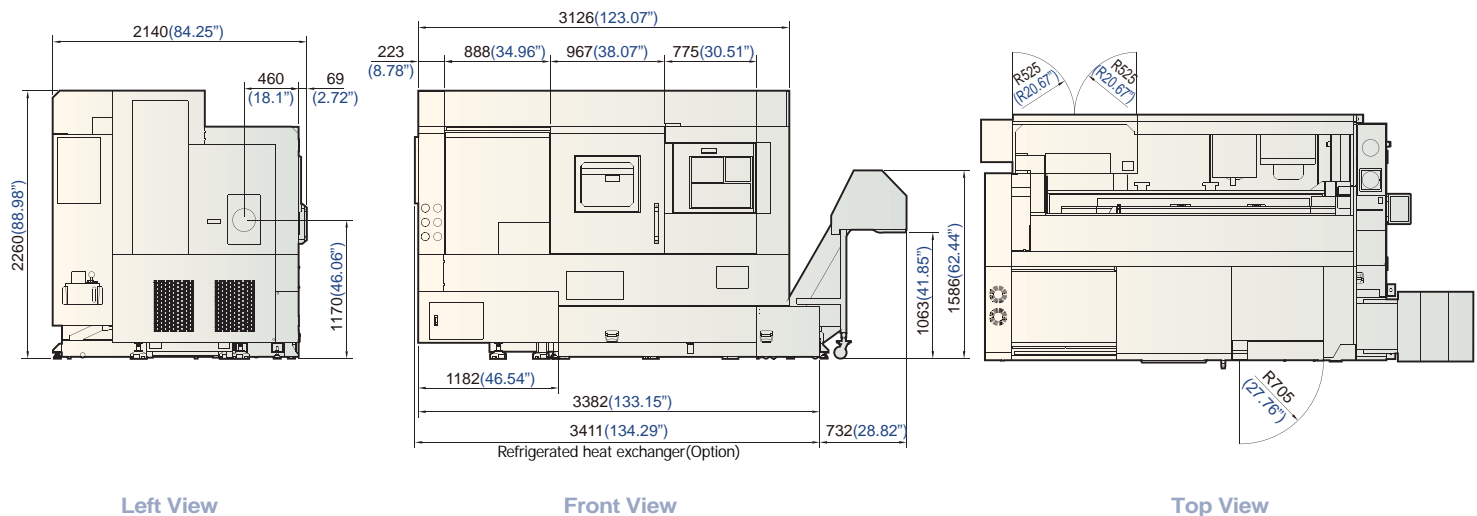 2140(84.25”)
460
(18.1”)
69
(2.72”)
2260(88.98”)
1170(46.06”)
Left View
3126(123.07”)
223
(8.78”)
888(34.96”)
967(38.07”)
775(30.51”)
1063(41.85”)
1586(62.44”)
1182(46.54”)
3382(133.15”)
3411(134.29”)
732(28.82”)
Refrigerated heat exchanger(Option)
Front View
R525
(R20.67”)
R525
(R20.67”)
R705
(27.76”)
Top View